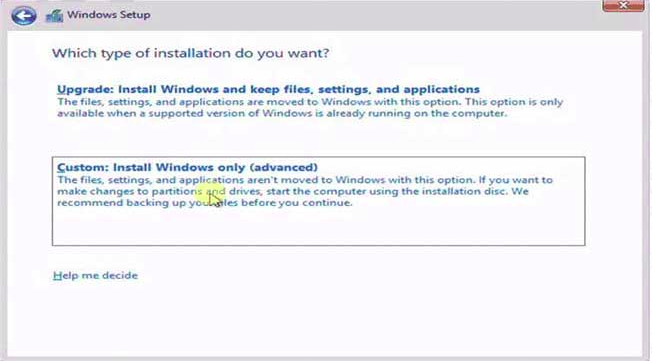 Windows Setup
Which type of installation do you want?
Upgrade: Install Windows and keep files, settings, and applications
The files, settings, and applications are moved to Windows with this option. This option is only
available when a supported version of Windows is already running on the computer.
Custom: Install Windows only (advanced)
The files, settings, and applications aren't moved to Windows with this option. If you want to
make changes to partitions and drives, start the computer using the installation disc. We
recommend backing up your files before you continue.
Help me decide